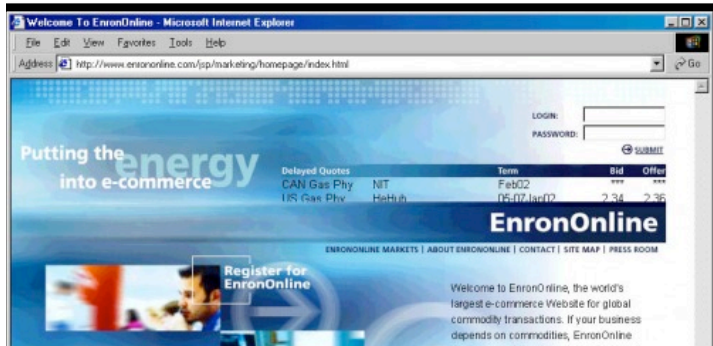 Welcome To EnronOnline - Microsoft Internet Explorer
File Edit View Favorites Tools Help
Address http://www.enrononline.com/jsp/marketing/homepage/index.html Go
LOGIN:
PASSWORD:
SUBMIT
Putting the
energy
into e-commerce
Delayed Quotes Term Bid Offer
CAN Gas Phy NIT Feb02 *** ***
US Gas Phy HeHub 05-07Jan02 2.34 2.36
EnronOnline
ENRONONLINE MARKETS | ABOUT ENRONONLINE | CONTACT | SITE MAP | PRESS ROOM
Register for
EnronOnline
Welcome to EnronOnline, the world's
largest e-commerce Website for global
commodity transactions. If your business
depends on commodities, EnronOnline